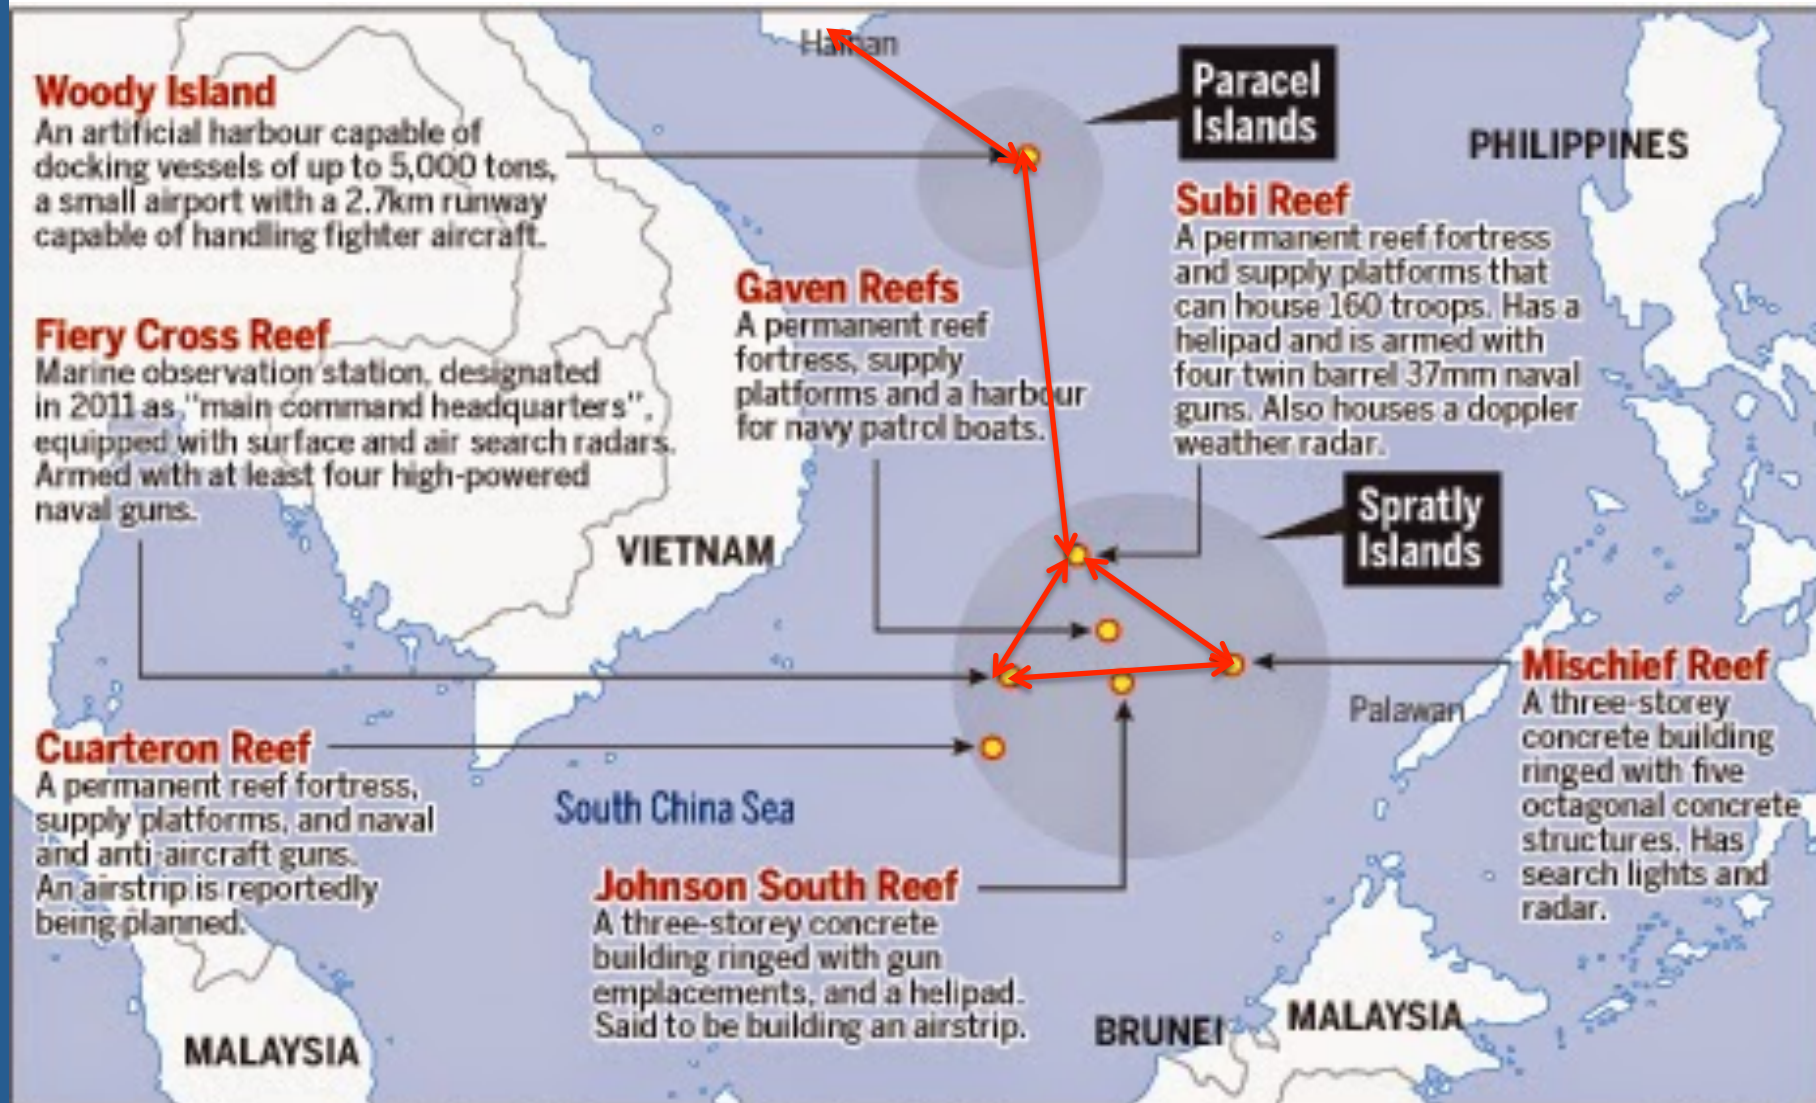 Hainan
Woody Island
An artificial harbour capable of
docking vessels of up to 5,000 tons,
a small airport with a 2.7km runway
capable of handling fighter aircraft.
Paracel
Islands
PHILIPPINES
Subi Reef
A permanent reef fortress
and supply platforms that
can house 160 troops. Has a
helipad and is armed with
four twin barrel 37mm naval
guns. Also houses a doppler
weather radar.
Gaven Reefs
A permanent reef
fortress, supply
platforms and a harbour
for navy patrol boats.
Fiery Cross Reef
Marine observation station, designated
in 2011 as "main command headquarters",
equipped with surface and air search radars.
Armed with at least four high-powered
naval guns.
VIETNAM
Spratly
Islands
Mischief Reef
A three-storey
concrete building
ringed with five
octagonal concrete
structures. Has
search lights and
radar.
Palawan
Cuarteron Reef
A permanent reef fortress,
supply platforms, and naval
and anti-aircraft guns.
An airstrip is reportedly
being planned.
South China Sea
Johnson South Reef
A three-storey concrete
building ringed with gun
emplacements, and a helipad.
Said to be building an airstrip.
MALAYSIA
BRUNEI
MALAYSIA